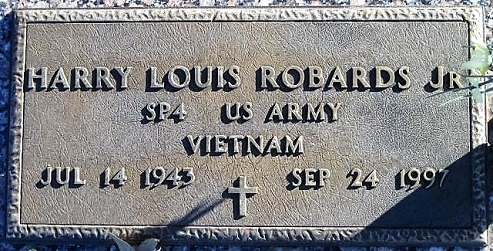 HARRY LOUIS ROBARDS JR
SP4 US ARMY
VIETNAM
JUL 14 1943 SEP 24 1997